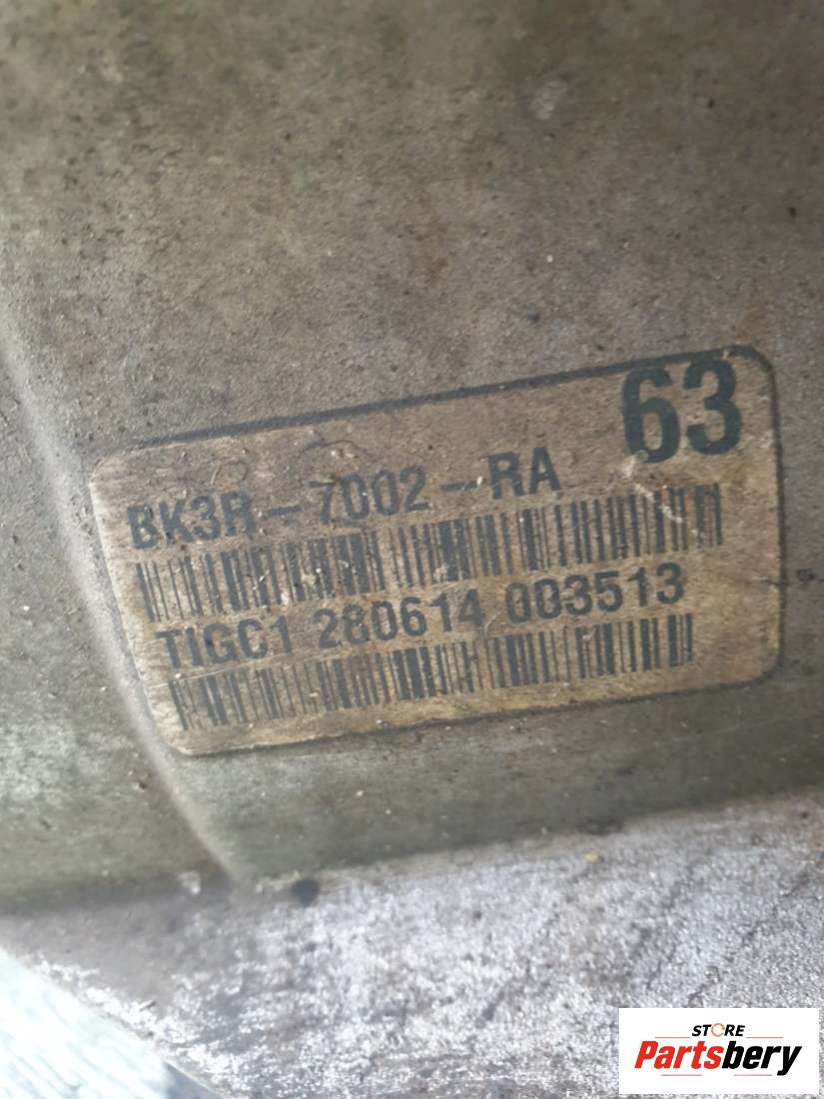 63
BK3R-7002-RA
TIGC1 280614 003513
STORE
Partsbery